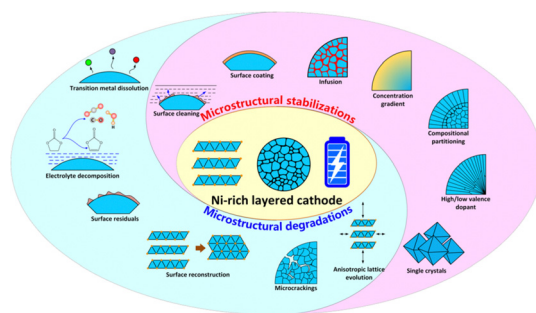 Transition metal dissolution
Surface coating
Infusion
Concentration
gradient
Surface cleaning
Microstructural stabilizations
Compositional
partitioning
Electrolyte decomposition
Ni-rich layered cathode
High/low valence
dopant
Surface residuals
Microstructural degradations
Surface reconstruction
Microcrackings
Anisotropic lattice
evolution
Single crystals